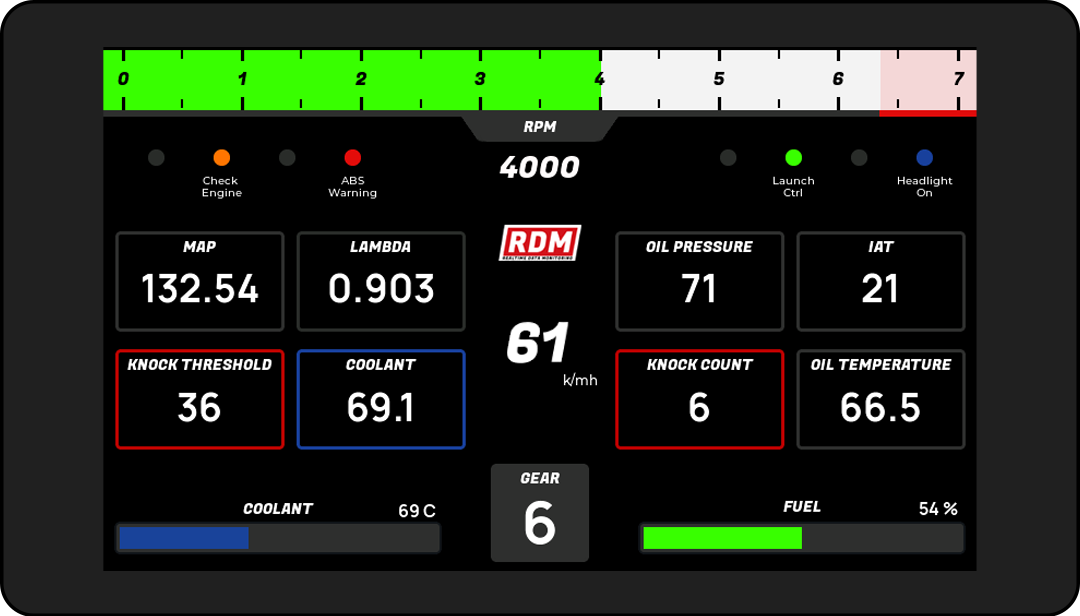 0 1 2 3 4 5 6 7
RPM
4000
Check
Engine
ABS
Warning
Launch
Ctrl
Headlight
On
MAP
132.54
LAMBDA
0.903
RDM
REALTIME DATA MONITORING
OIL PRESSURE
71
IAT
21
KNOCK THRESHOLD
36
COOLANT
69.1
61
k/mh
KNOCK COUNT
6
OIL TEMPERATURE
66.5
COOLANT
69 C
GEAR
6
FUEL
54 %